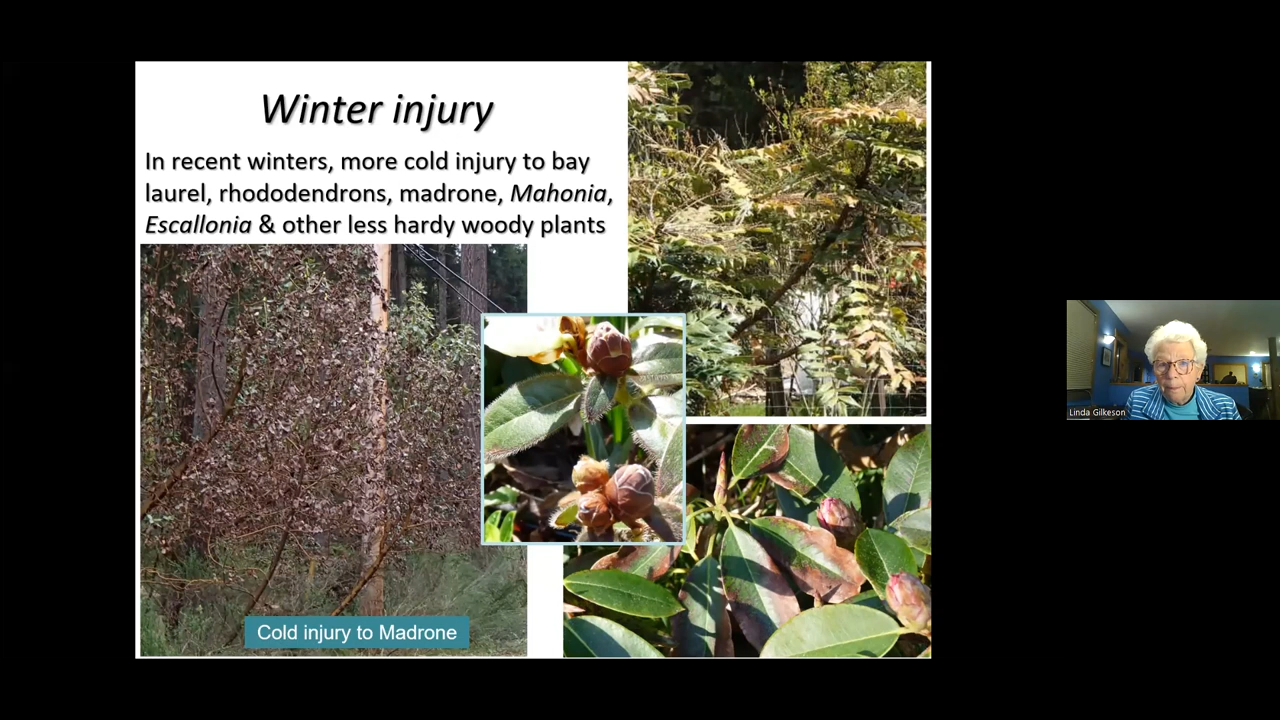 Winter injury
In recent winters, more cold injury to bay
laurel, rhododendrons, madrone, Mahonia,
Escallonia & other less hardy woody plants
Cold injury to Madrone
Linda Gilkeson